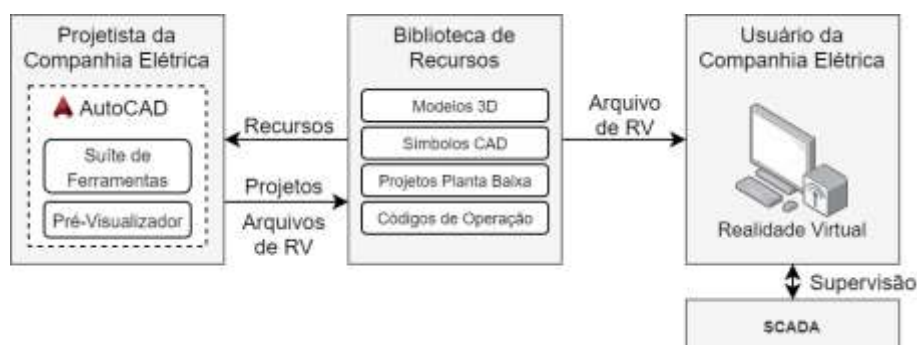 Projetista da
Companhia Elétrica
AutoCAD
Suíte de
Ferramentas
Pré-Visualizador
Recursos
Projetos
Arquivos
de RV
Biblioteca de
Recursos
Modelos 3D
Símbolos CAD
Projetos Planta Baixa
Códigos de Operação
Arquivo
de RV
Usuário da
Companhia Elétrica
Realidade Virtual
Supervisão
SCADA